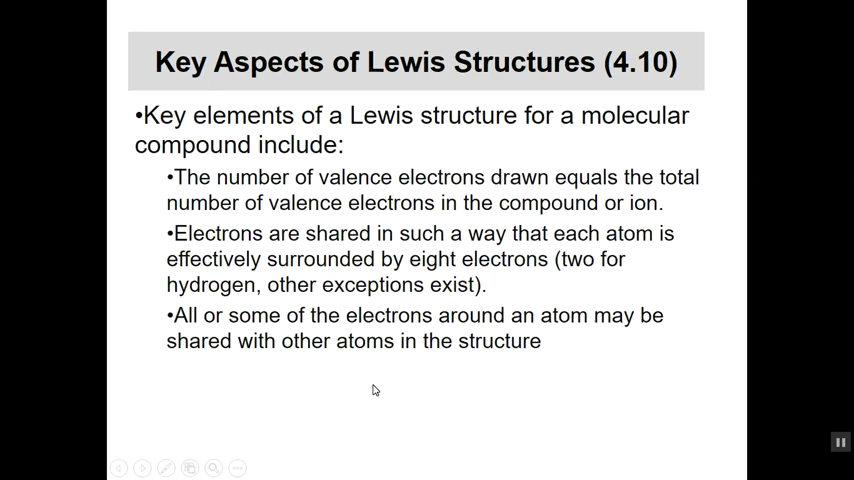 Key Aspects of Lewis Structures (4.10)
•Key elements of a Lewis structure for a molecular
compound include:
•The number of valence electrons drawn equals the total
number of valence electrons in the compound or ion.
•Electrons are shared in such a way that each atom is
effectively surrounded by eight electrons (two for
hydrogen, other exceptions exist).
•All or some of the electrons around an atom may be
shared with other atoms in the structure